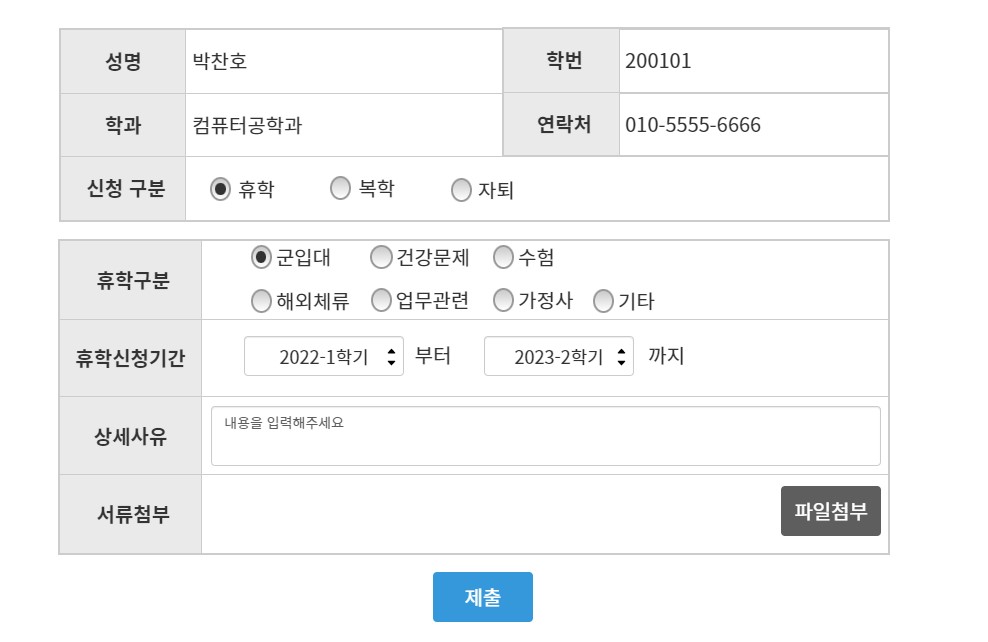 성명 박찬호 학번 200101
학과 컴퓨터공학과 연락처 010-5555-6666
신청 구분 휴학 복학 자퇴
휴학구분 군입대 건강문제 수험
해외체류 업무관련 가정사 기타
휴학신청기간 2022-1학기 부터 2023-2학기 까지
상세사유 내용을 입력해주세요
서류첨부 파일첨부
제출